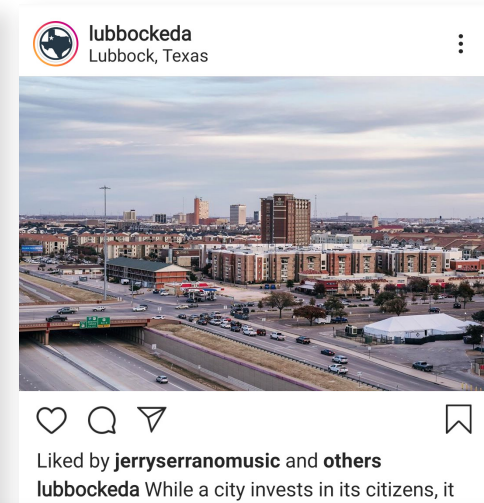 lubbockeda
Lubbock, Texas
Liked by jerryserranomusic and others
lubbockeda While a city invests in its citizens, it